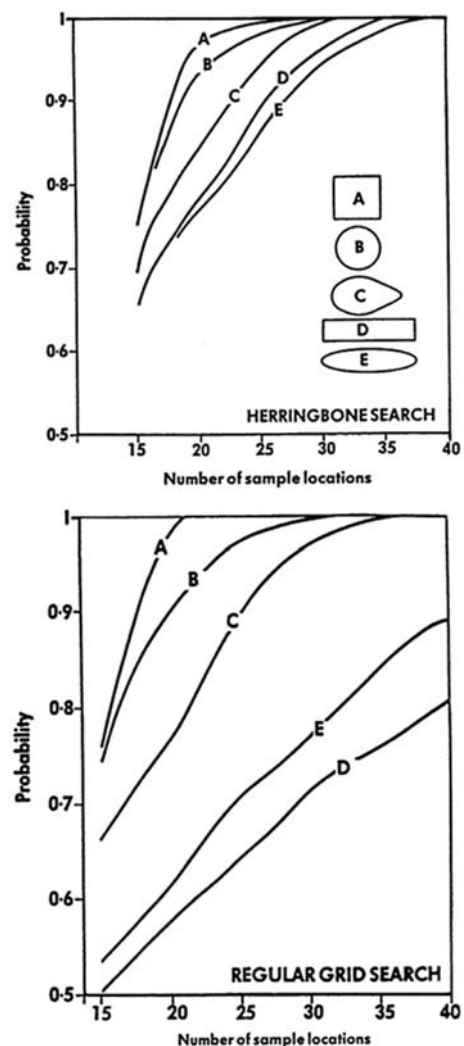 1
A
B
0·9
C
D
E
0·8
A
Probability
B
0·7
C
D
0·6
E
HERRINGBONE SEARCH
0·5
15 20 25 30 35 40
Number of sample locations
1
A
B
0·9
C
E
0·8
D
Probability
0·7
0·6
REGULAR GRID SEARCH
0·5
15 20 25 30 35 40
Number of sample locations